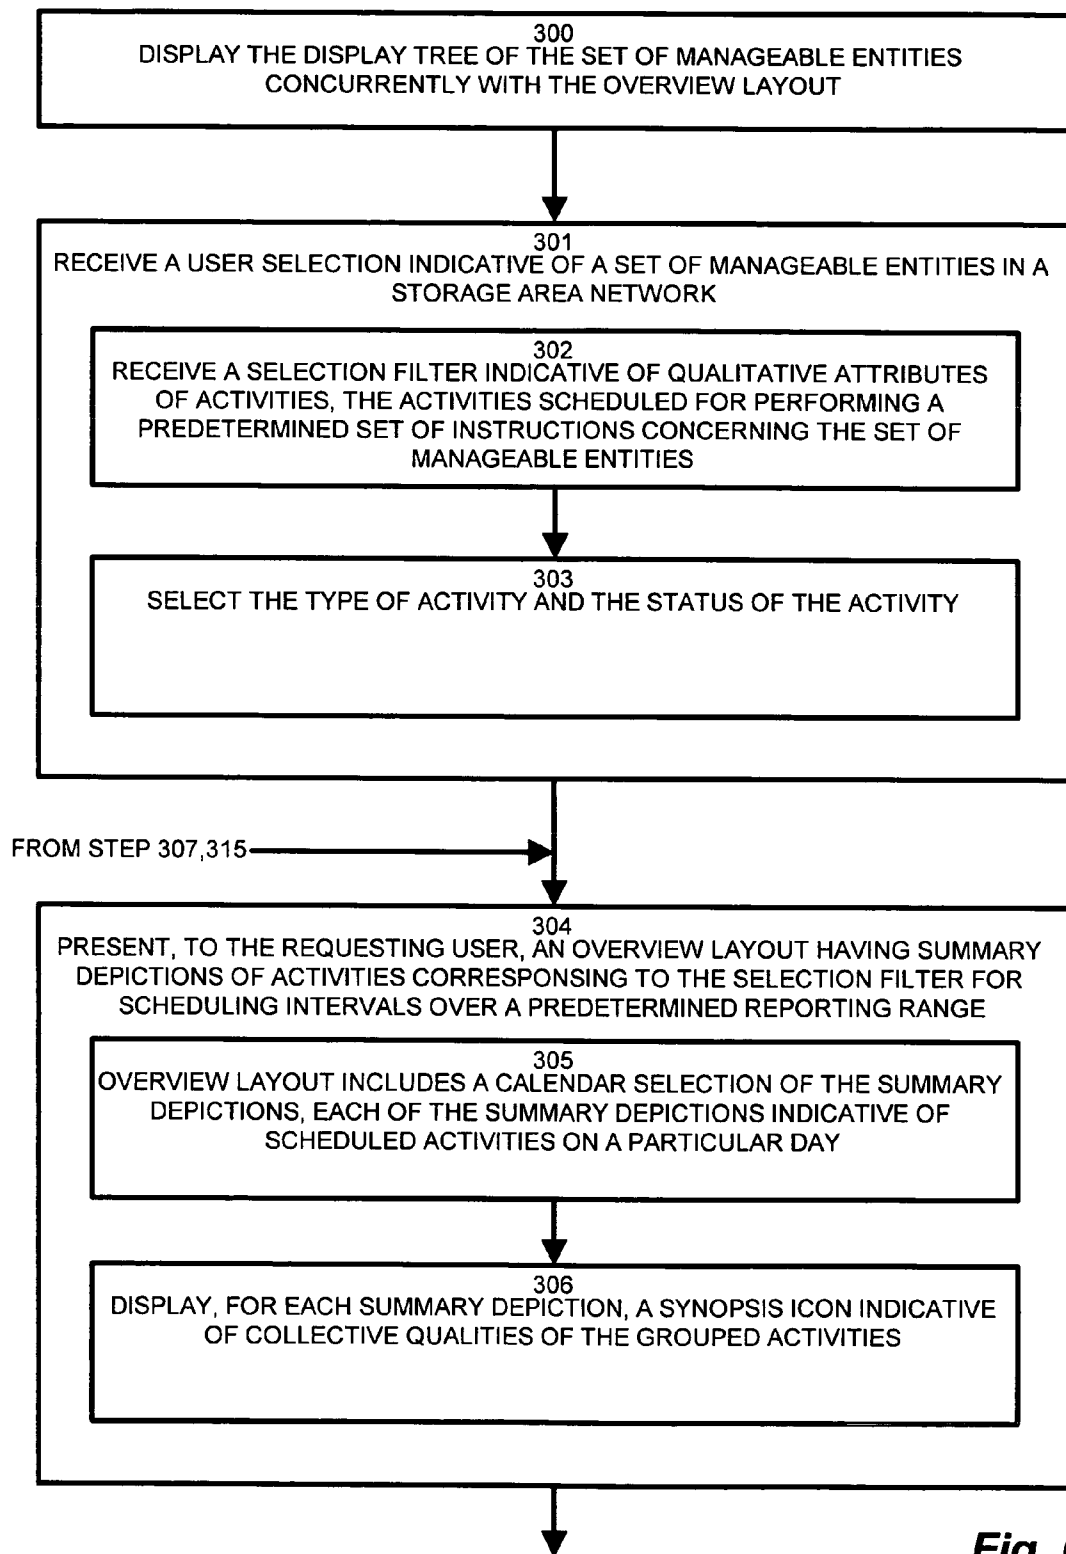 300
DISPLAY THE DISPLAY TREE OF THE SET OF MANAGEABLE ENTITIES
CONCURRENTLY WITH THE OVERVIEW LAYOUT
301
RECEIVE A USER SELECTION INDICATIVE OF A SET OF MANAGEABLE ENTITIES IN A
STORAGE AREA NETWORK
302
RECEIVE A SELECTION FILTER INDICATIVE OF QUALITATIVE ATTRIBUTES
OF ACTIVITIES, THE ACTIVITIES SCHEDULED FOR PERFORMING A
PREDETERMINED SET OF INSTRUCTIONS CONCERNING THE SET OF
MANAGEABLE ENTITIES
303
SELECT THE TYPE OF ACTIVITY AND THE STATUS OF THE ACTIVITY
FROM STEP 307,315
304
PRESENT, TO THE REQUESTING USER, AN OVERVIEW LAYOUT HAVING SUMMARY
DEPICTIONS OF ACTIVITIES CORRESPONSING TO THE SELECTION FILTER FOR
SCHEDULING INTERVALS OVER A PREDETERMINED REPORTING RANGE
305
OVERVIEW LAYOUT INCLUDES A CALENDAR SELECTION OF THE SUMMARY
DEPICTIONS, EACH OF THE SUMMARY DEPICTIONS INDICATIVE OF
SCHEDULED ACTIVITIES ON A PARTICULAR DAY
306
DISPLAY, FOR EACH SUMMARY DEPICTION, A SYNOPSIS ICON INDICATIVE
OF COLLECTIVE QUALITIES OF THE GROUPED ACTIVITIES
Fig.